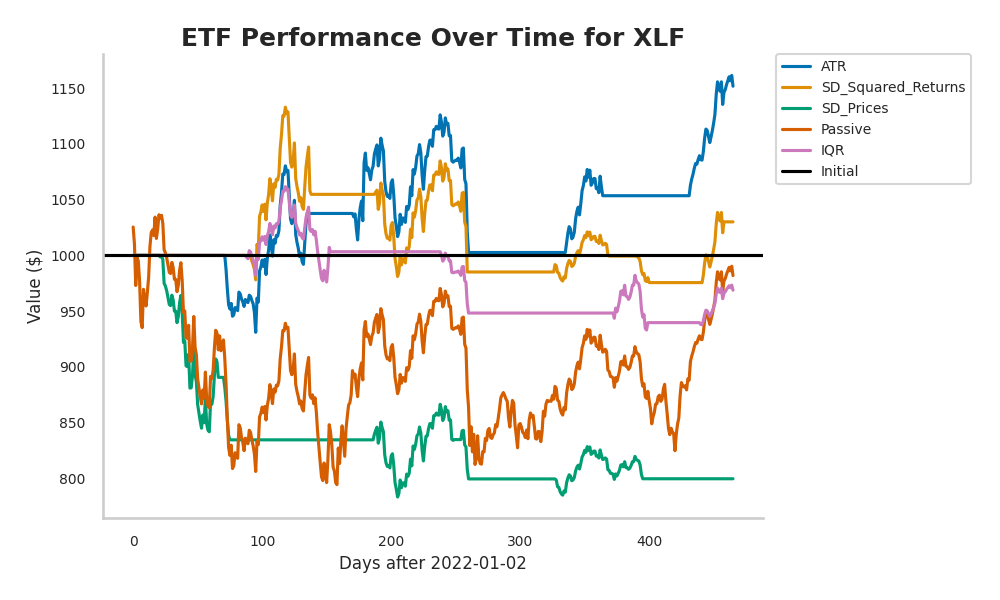 ETF Performance Over Time for XLF
ATR
SD_Squared_Returns
SD_Prices
Passive
IQR
Initial
Value ($)
1150
1100
1050
1000
950
900
850
800
0 100 200 300 400
Days after 2022-01-02